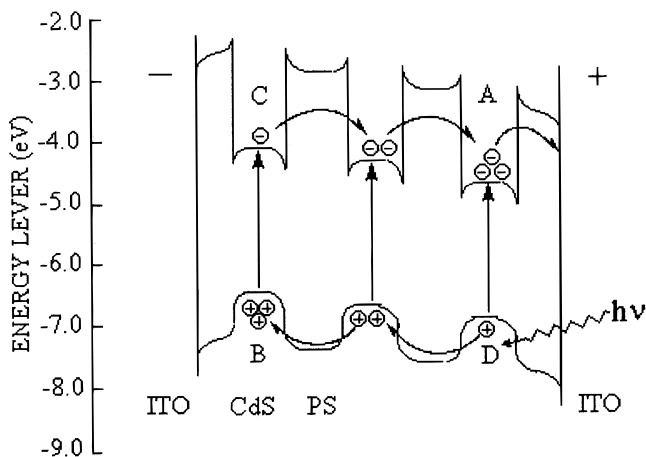 -2.0
-3.0
-4.0
-5.0
-6.0
-7.0
-8.0
-9.0
ENERGY LEVER (eV)
− C A +
B D hν
ITO CdS PS ITO